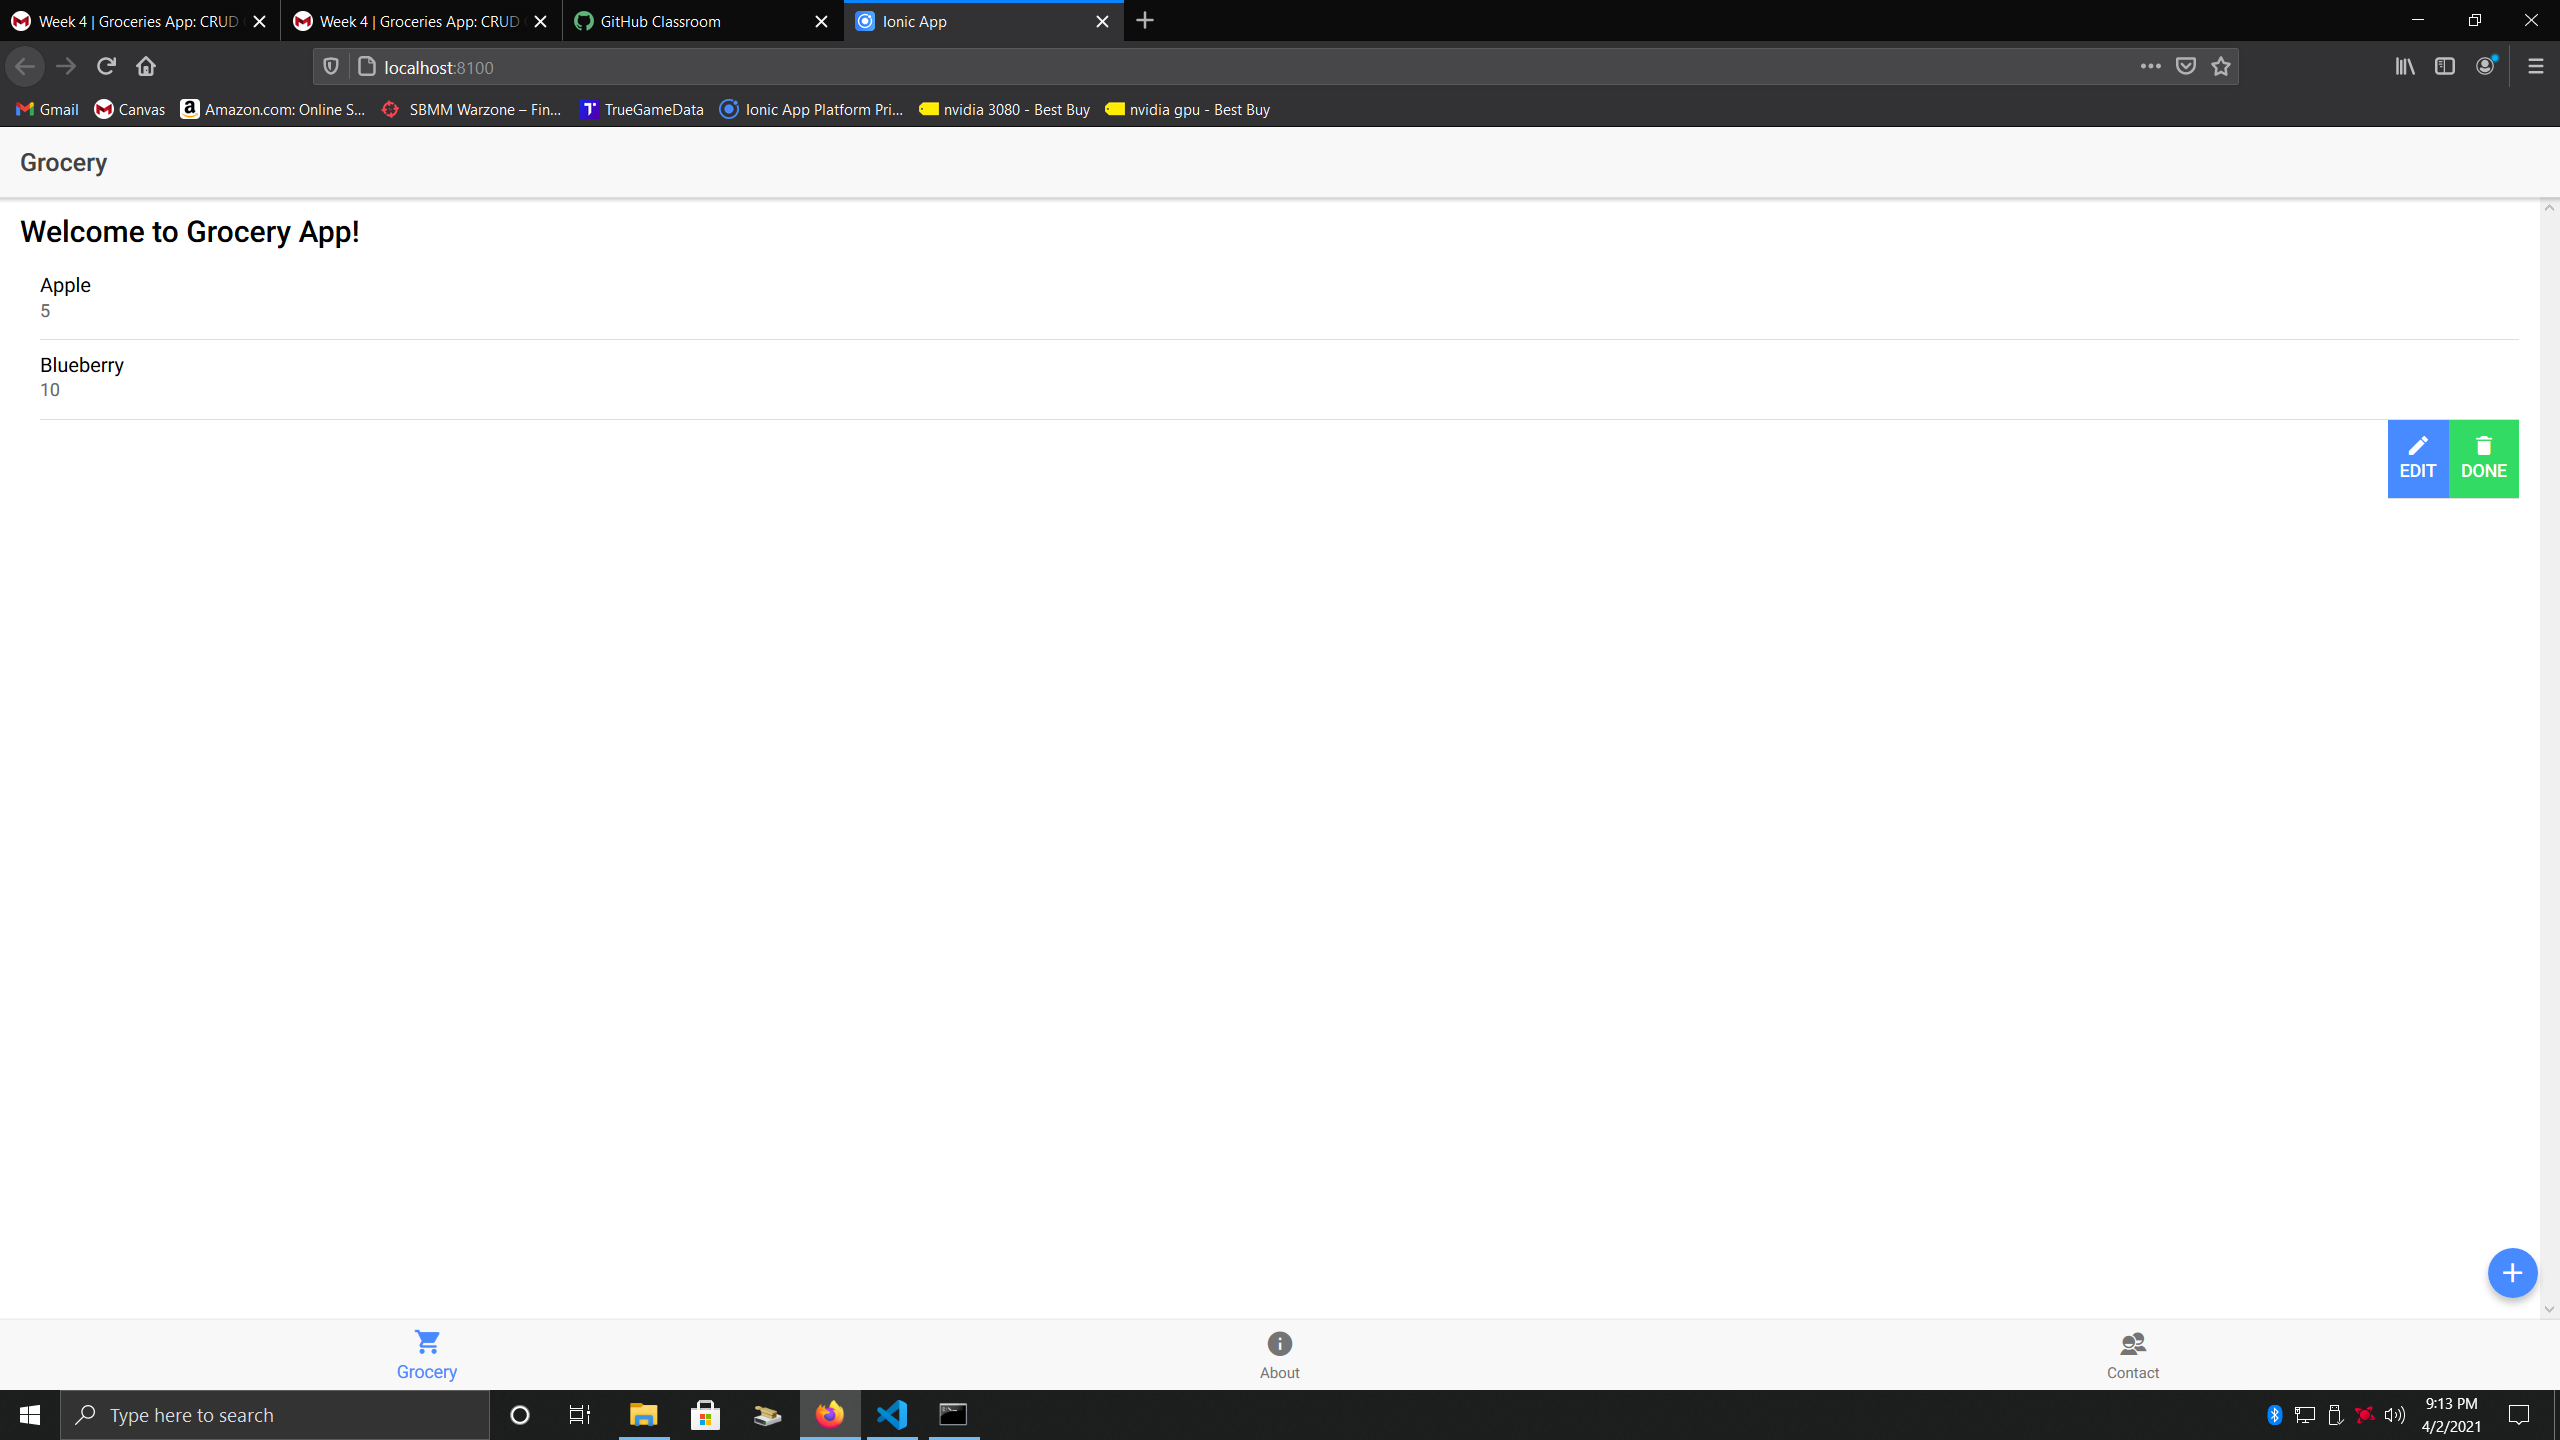 Week 4 | Groceries App: CRUD
Week 4 | Groceries App: CRUD
GitHub Classroom
Ionic App
localhost:8100
Gmail
Canvas
Amazon.com: Online S...
SBMM Warzone – Fin...
TrueGameData
Ionic App Platform Pri...
nvidia 3080 - Best Buy
nvidia gpu - Best Buy
Grocery
Welcome to Grocery App!
Apple
5
Blueberry
10
EDIT
DONE
Grocery
About
Contact
Type here to search
9:13 PM
4/2/2021